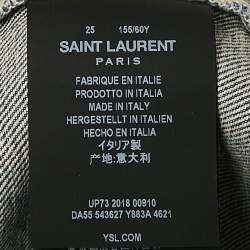 25 155/60Y
SAINT LAURENT
PARIS
FABRIQUE EN ITALIE
PRODOTTO IN ITALIA
MADE IN ITALY
HERGESTELLT IN ITALIEN
HECHO EN ITALIA
イタリア製
产地:意大利
UP73 2018 00910
DA55 543627 Y883A 4621
YSL.COM